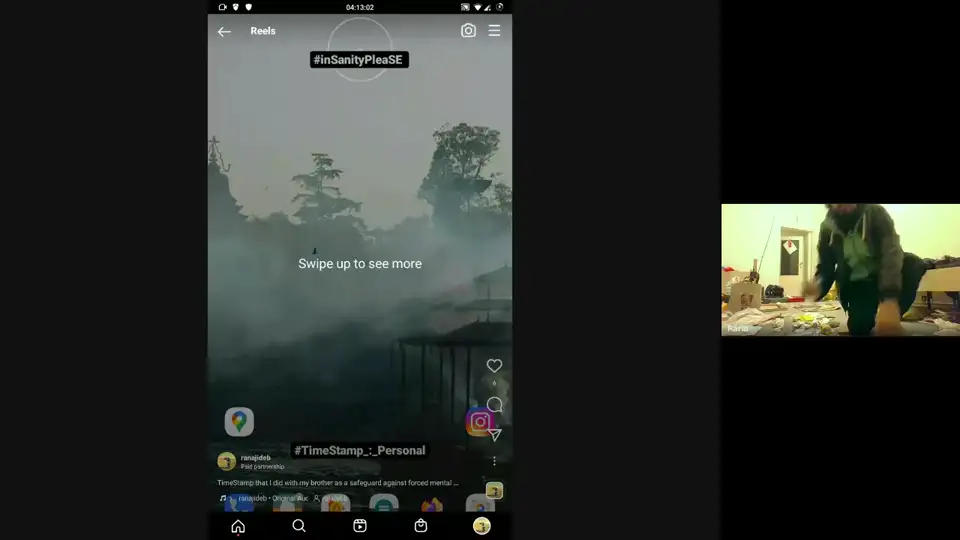 04:13:02
Reels
#inSanityPleaSE
Swipe up to see more
6
#TimeStamp_:_Personal
ranajideb
Paid partnership
TimeStamp that I did with my brother as a safeguard against forced mental ...
ranajideb • Original Au